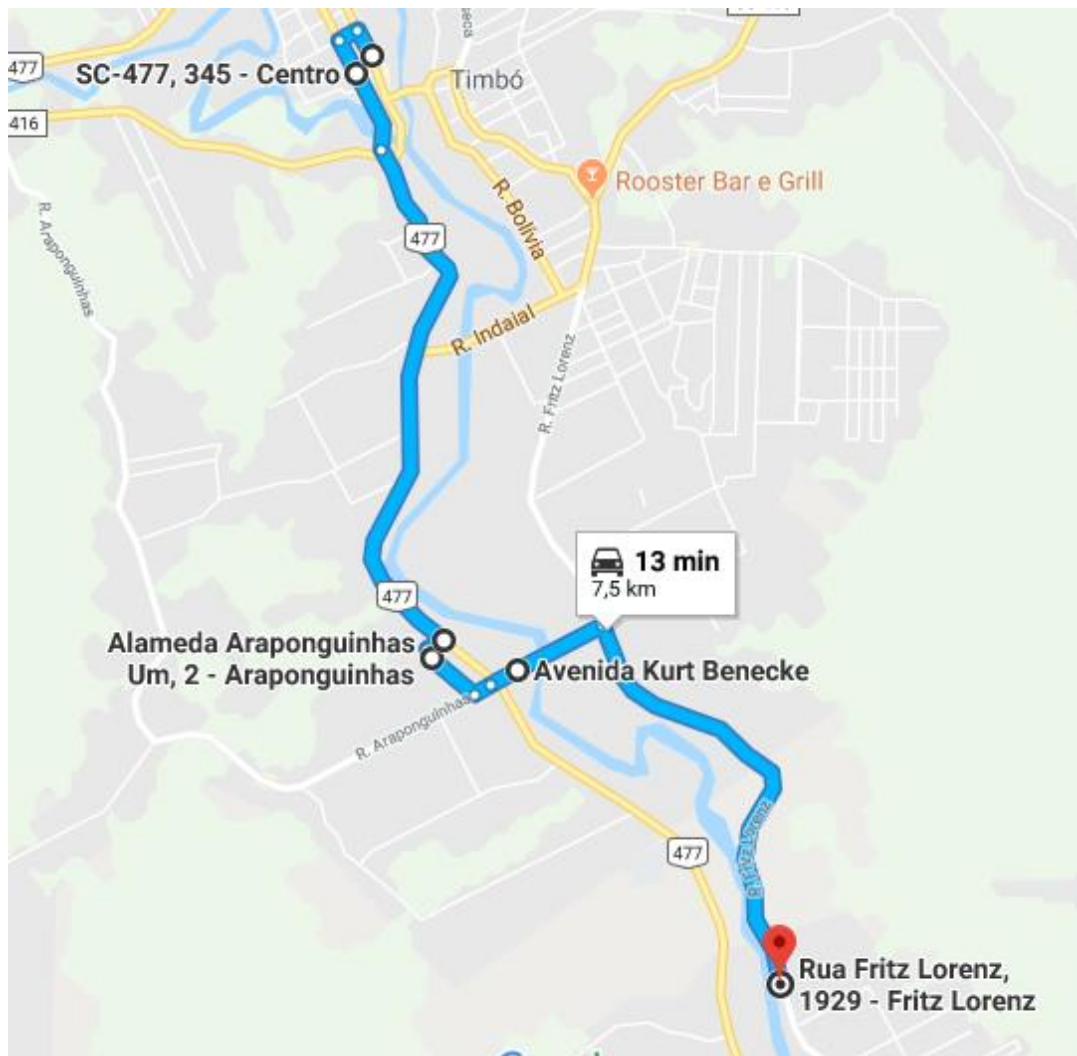 477
SC-477, 345 - Centro
Timbó
416
Rooster Bar e Grill
R. Araponguinhas
R. Bolívia
477
R. Indaial
R. Fritz Lorenz
13 min
7,5 km
477
Alameda Araponguinhas
Um, 2 - Araponguinhas
Avenida Kurt Benecke
R. Araponguinhas
R. Fritz Lorenz
477
Rua Fritz Lorenz,
1929 - Fritz Lorenz